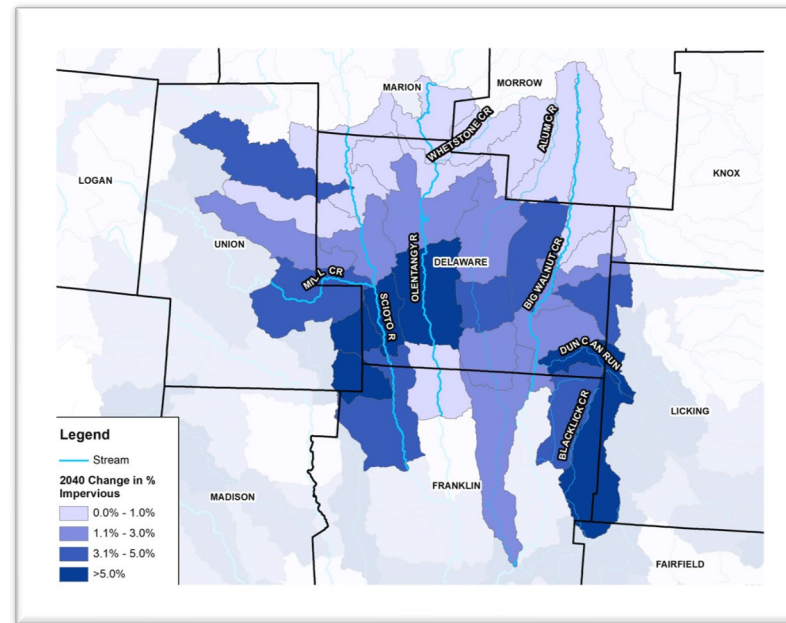 MARION
MORROW
WHETSTONE CR
ALUM CR
LOGAN
KNOX
UNION
MILL CR
OLENTANGY R
DELAWARE
BIG WALNUT CR
SCIOTO R
DUNCAN RUN
BLACKLICK CR
LICKING
FRANKLIN
MADISON
FAIRFIELD
Legend
Stream
2040 Change in %
Impervious
0.0% - 1.0%
1.1% - 3.0%
3.1% - 5.0%
>5.0%